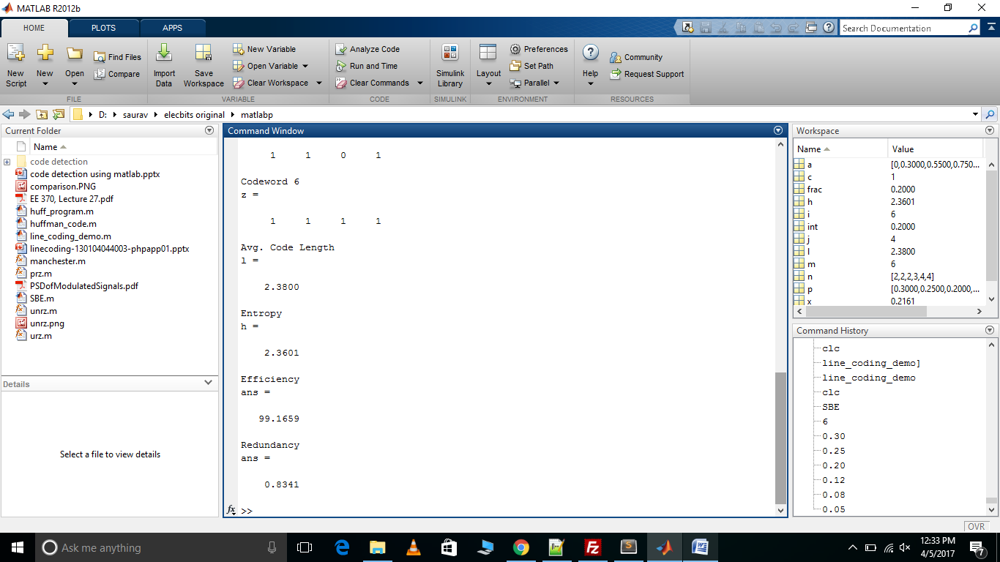 MATLAB R2012b
HOME PLOTS APPS
Search Documentation
New Script
New
Open
Find Files
Compare
Import Data
Save Workspace
New Variable
Open Variable
Clear Workspace
Analyze Code
Run and Time
Clear Commands
Simulink Library
Layout
Preferences
Set Path
Parallel
Help
Community
Request Support
FILE VARIABLE CODE SIMULINK ENVIRONMENT RESOURCES
D: saurav elecbits original matlabp
Current Folder
Name
code detection
code detection using matlab.pptx
comparison.PNG
EE 370, Lecture 27.pdf
huff_program.m
huffman_code.m
line_coding_demo.m
linecoding-130104044003-phpapp01.pptx
manchester.m
prz.m
PSDofModulatedSignals.pdf
SBE.m
unrz.m
unrz.png
urz.m
Details
Select a file to view details
Command Window
1 1 0 1
Codeword 6
z =
1 1 1 1
Avg. Code Length
l =
2.3800
Entropy
h =
2.3601
Efficiency
ans =
99.1659
Redundancy
ans =
0.8341
fx >>
Workspace
Name Value
a [0,0.3000,0.5500,0.750...
c 1
frac 0.2000
h 2.3601
i 6
int 0.2000
j 4
l 2.3800
m 6
n [2,2,2,3,4,4]
p [0.3000,0.2500,0.2000,...
x 0.2161
Command History
clc
line_coding_demo]
line_coding_demo
clc
SBE
6
0.30
0.25
0.20
0.12
0.08
0.05
OVR
Ask me anything
12:33 PM
4/5/2017
7